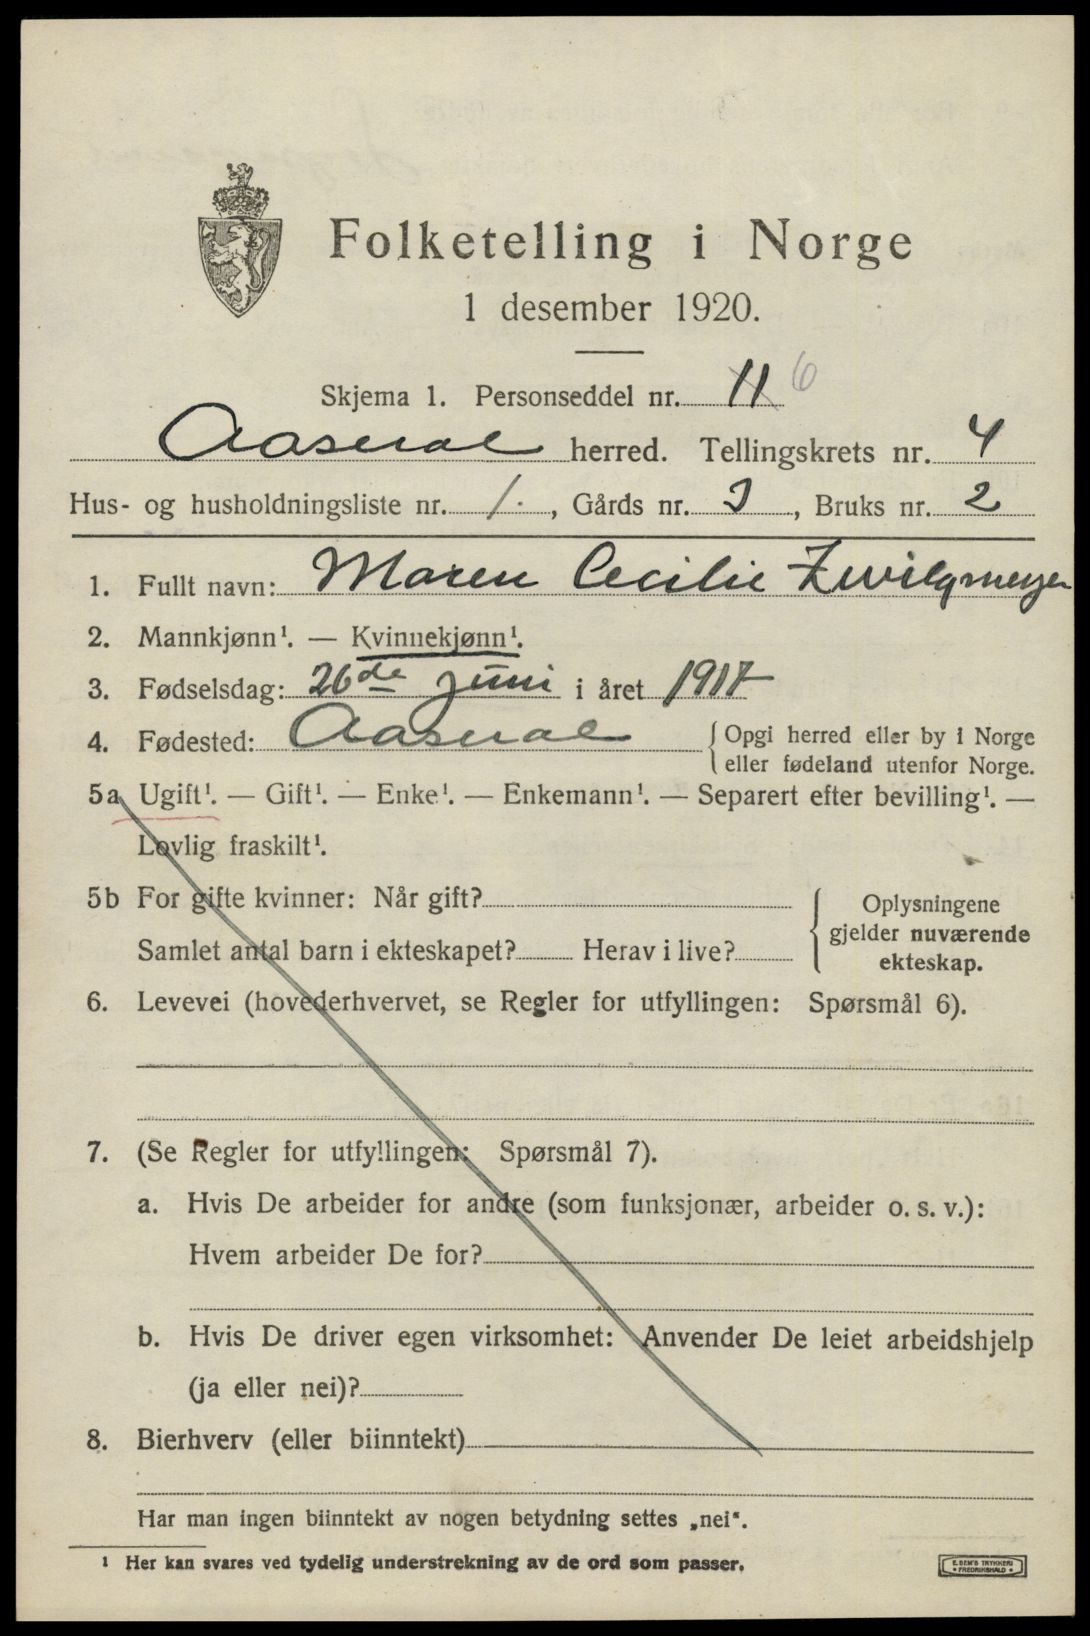 Folketelling i Norge
1 desember 1920.
Skjema 1. Personseddel nr. 11 6
Aaseral herred. Tellingskrets nr. 4
Hus- og husholdningsliste nr. 1., Gårds nr. 3, Bruks nr. 2
1. Fullt navn: Maren Cecilie Zwilgmeyer
2. Mannkjønn¹. — Kvinnekjønn¹.
3. Fødselsdag: 26de juni i året 1917
4. Fødested: Aaseral { Opgi herred eller by i Norge
eller fødeland utenfor Norge.
5a Ugift¹. — Gift¹. — Enke¹. — Enkemann¹. — Separert efter bevilling¹. —
Lovlig fraskilt¹.
5b For gifte kvinner: Når gift?
Samlet antal barn i ekteskapet? Herav i live?
{ Oplysningene
gjelder nuværende
ekteskap.
6. Levevei (hovederhvervet, se Regler for utfyllingen: Spørsmål 6).
7. (Se Regler for utfyllingen: Spørsmål 7).
a. Hvis De arbeider for andre (som funksjonær, arbeider o. s. v.):
Hvem arbeider De for?
b. Hvis De driver egen virksomhet: Anvender De leiet arbeidshjelp
(ja eller nei)?
8. Bierhverv (eller biinntekt)
Har man ingen biinntekt av nogen betydning settes „nei“.
¹ Her kan svares ved tydelig understrekning av de ord som passer.
E. SEM'S TRYKKERI
• FREDRIKSHALD •